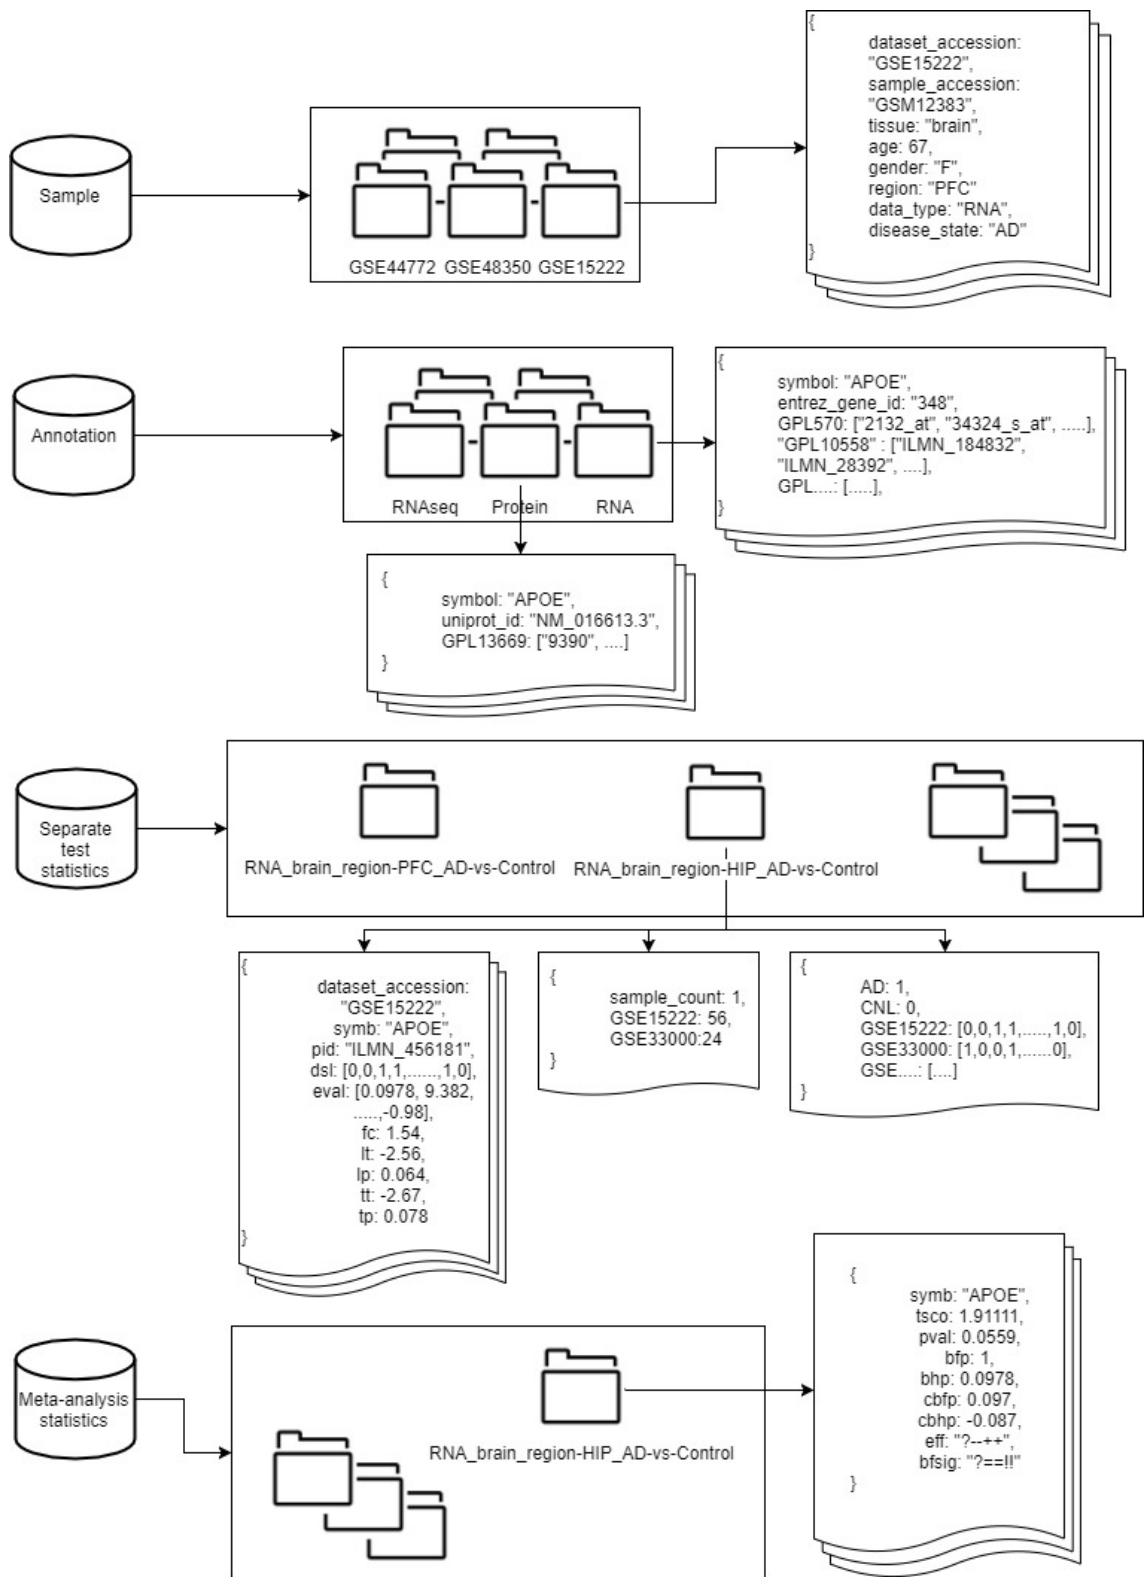 Sample
GSE44772 GSE48350 GSE15222
{
dataset_accession:
"GSE15222",
sample_accession:
"GSM12383",
tissue: "brain",
age: 67,
gender: "F",
region: "PFC"
data_type: "RNA",
disease_state: "AD"
}
Annotation
RNAseq Protein RNA
{
symbol: "APOE",
entrez_gene_id: "348",
GPL570: ["2132_at", "34324_s_at", .....],
"GPL10558" : ["ILMN_184832",
"ILMN_28392", ....],
GPL....: [.....],
}
{
symbol: "APOE",
uniprot_id: "NM_016613.3",
GPL13669: ["9390", ....]
}
Separate
test
statistics
RNA_brain_region-PFC_AD-vs-Control
RNA_brain_region-HIP_AD-vs-Control
{
dataset_accession:
"GSE15222",
symb: "APOE",
pid: "ILMN_456181",
dsl: [0,0,1,1,......,1,0],
eval: [0.0978, 9.382,
.....,-0.98],
fc: 1.54,
lt: -2.56,
lp: 0.064,
tt: -2.67,
tp: 0.078
}
{
sample_count: 1,
GSE15222: 56,
GSE33000:24
}
{
AD: 1,
CNL: 0,
GSE15222: [0,0,1,1,.....,1,0],
GSE33000: [1,0,0,1,......0],
GSE....: [....]
}
Meta-analysis
statistics
RNA_brain_region-HIP_AD-vs-Control
{
symb: "APOE",
tsco: 1.91111,
pval: 0.0559,
bfp: 1,
bhp: 0.0978,
cbfp: 0.097,
cbhp: -0.087,
eff: "?--++",
bfsig: "?==!!"
}